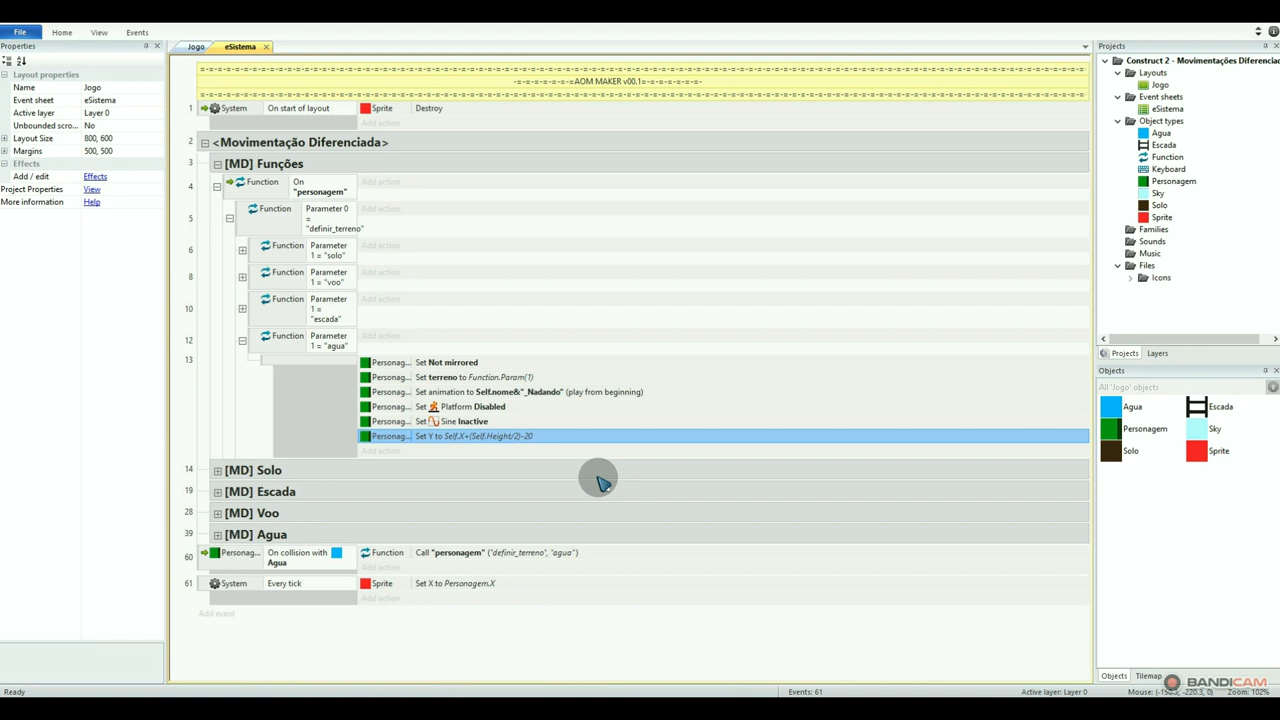 File Home View Events
Properties
Layout properties
Name Jogo
Event sheet eSistema
Active layer Layer 0
Unbounded scro... No
Layout Size 800, 600
Margins 500, 500
Effects
Add / edit Effects
Project Properties View
More information Help
Jogo eSistema
-=-=-=-=-=AOM MAKER v00.1=-=-=-=-=-
1 System On start of layout Sprite Destroy
Add action
2 <Movimentação Diferenciada>
3 [MD] Funções
4 Function On "personagem" Add action
5 Function Parameter 0 = "definir_terreno" Add action
6 Function Parameter 1 = "solo" Add action
8 Function Parameter 1 = "voo" Add action
10 Function Parameter 1 = "escada" Add action
12 Function Parameter 1 = "agua" Add action
13 Personag... Set Not mirrored
Personag... Set terreno to Function.Param(1)
Personag... Set animation to Self.nome&"_Nadando" (play from beginning)
Personag... Set Platform Disabled
Personag... Set Sine Inactive
Personag... Set Y to Self.X+(Self.Height/2)-20
Add action
14 [MD] Solo
19 [MD] Escada
28 [MD] Voo
39 [MD] Agua
60 Personag... On collision with Agua Function Call "personagem" ("definir_terreno", "agua")
Add action
61 System Every tick Sprite Set X to Personagem.X
Add action
Add event
Projects
Construct 2 - Movimentações Diferencia
Layouts
Jogo
Event sheets
eSistema
Object types
Agua
Escada
Function
Keyboard
Personagem
Sky
Solo
Sprite
Families
Sounds
Music
Files
Icons
Projects Layers
Objects
All 'Jogo' objects
Agua Escada
Personagem Sky
Solo Sprite
Objects Tilemap
BANDICAM
Ready Events: 61 Active layer: Layer 0 Zoom: 102%